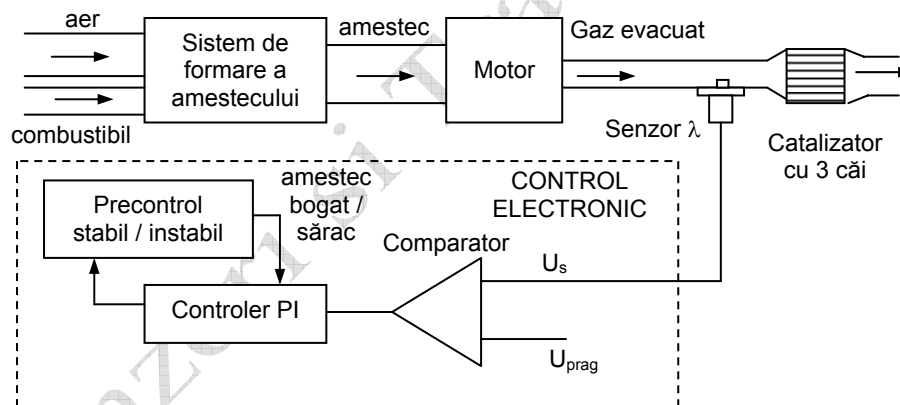 aer
amestec
Gaz evacuat
Sistem de
formare a
amestecului
Motor
combustibil
Senzor λ
Catalizator
cu 3 căi
CONTROL
ELECTRONIC
Precontrol
stabil / instabil
amestec
bogat /
sărac
Comparator
Us
Controler PI
Uprag